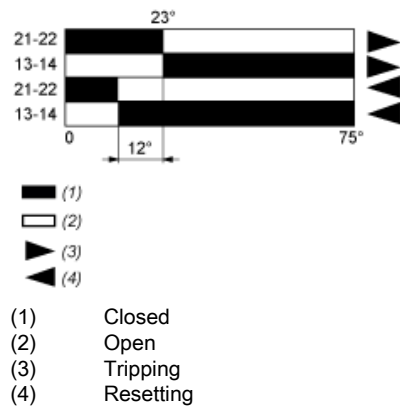 23°
21-22
13-14
21-22
13-14
0 75°
12°
(1)
(2)
(3)
(4)
(1) Closed
(2) Open
(3) Tripping
(4) Resetting